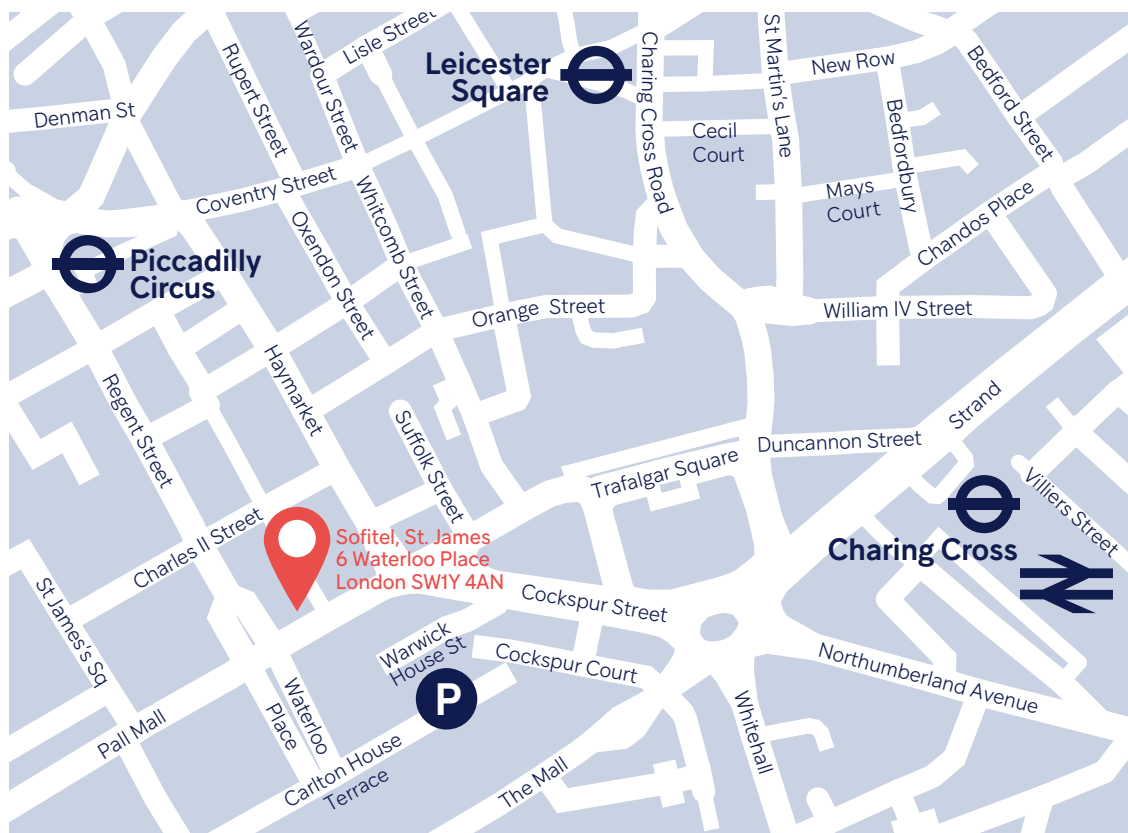 Lisle Street
Wardour Street
Rupert Street
Denman St
Leicester
Square
Charing Cross Road
St Martin's Lane
New Row
Bedford Street
Cecil
Court
Bedfordbury
Mays
Court
Chandos Place
Coventry Street
Whitcomb Street
Oxendon Street
Piccadilly
Circus
Orange Street
William IV Street
Haymarket
Regent Street
Strand
Suffolk Street
Duncannon Street
Trafalgar Square
Villiers Street
Charing Cross
Charles II Street
Sofitel, St. James
6 Waterloo Place
London SW1Y 4AN
St James's Sq
Cockspur Street
Warwick
House St
Cockspur Court
Northumberland Avenue
P
Waterloo
Place
Pall Mall
Whitehall
Carlton House
Terrace
The Mall